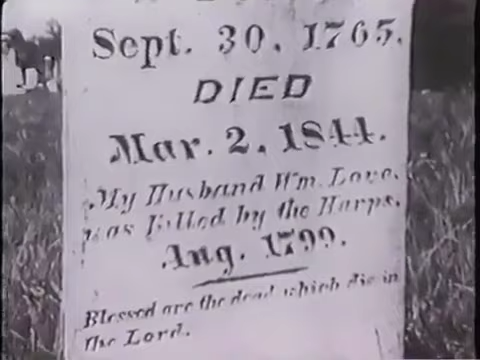 Sept. 30. 1765.
DIED
Mar. 2. 1844.
My Husband Wm. Love.
was killed by the Harps.
Aug. 1799.
Blessed are the dead which die in
the Lord.